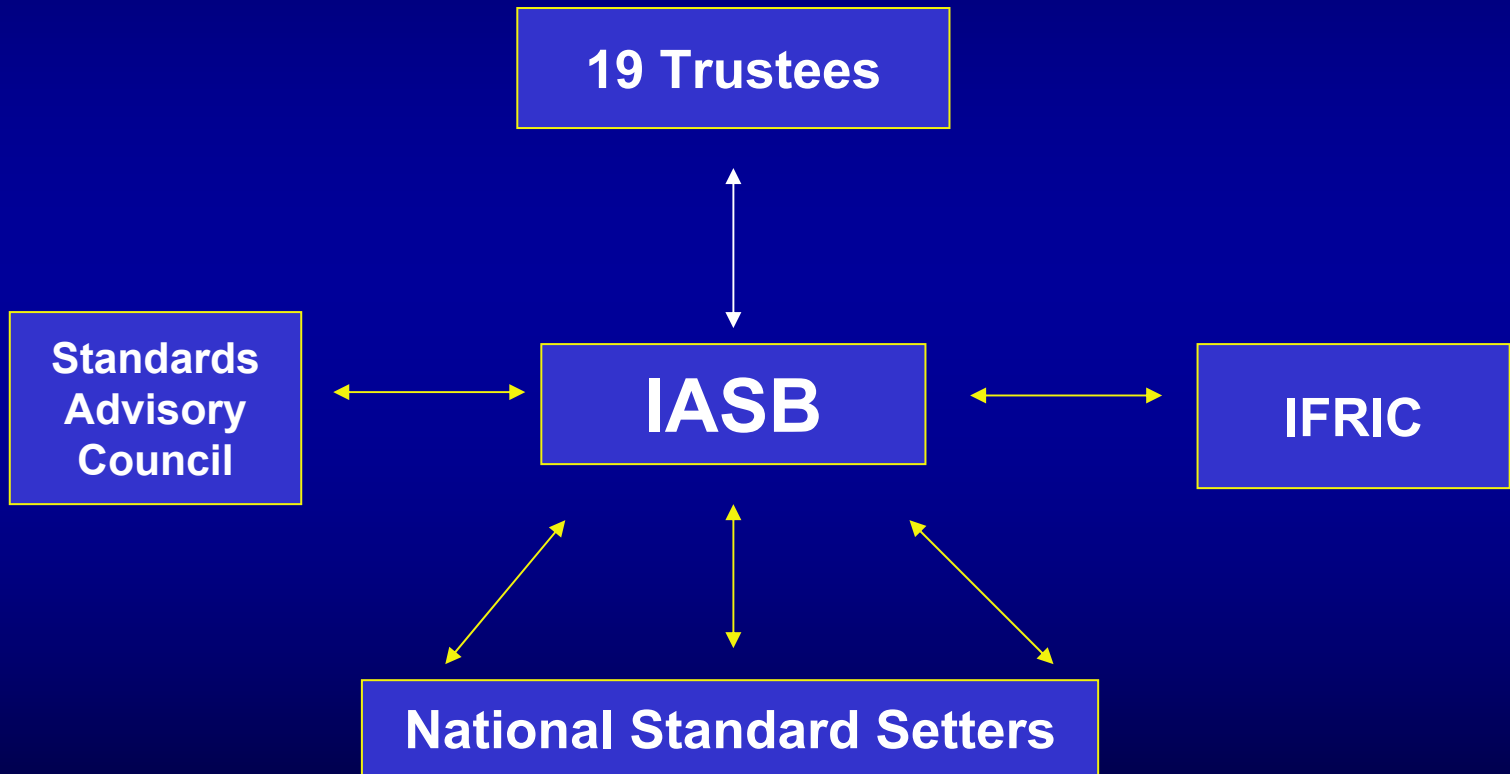 19 Trustees
Standards
Advisory
Council
IASB
IFRIC
National Standard Setters